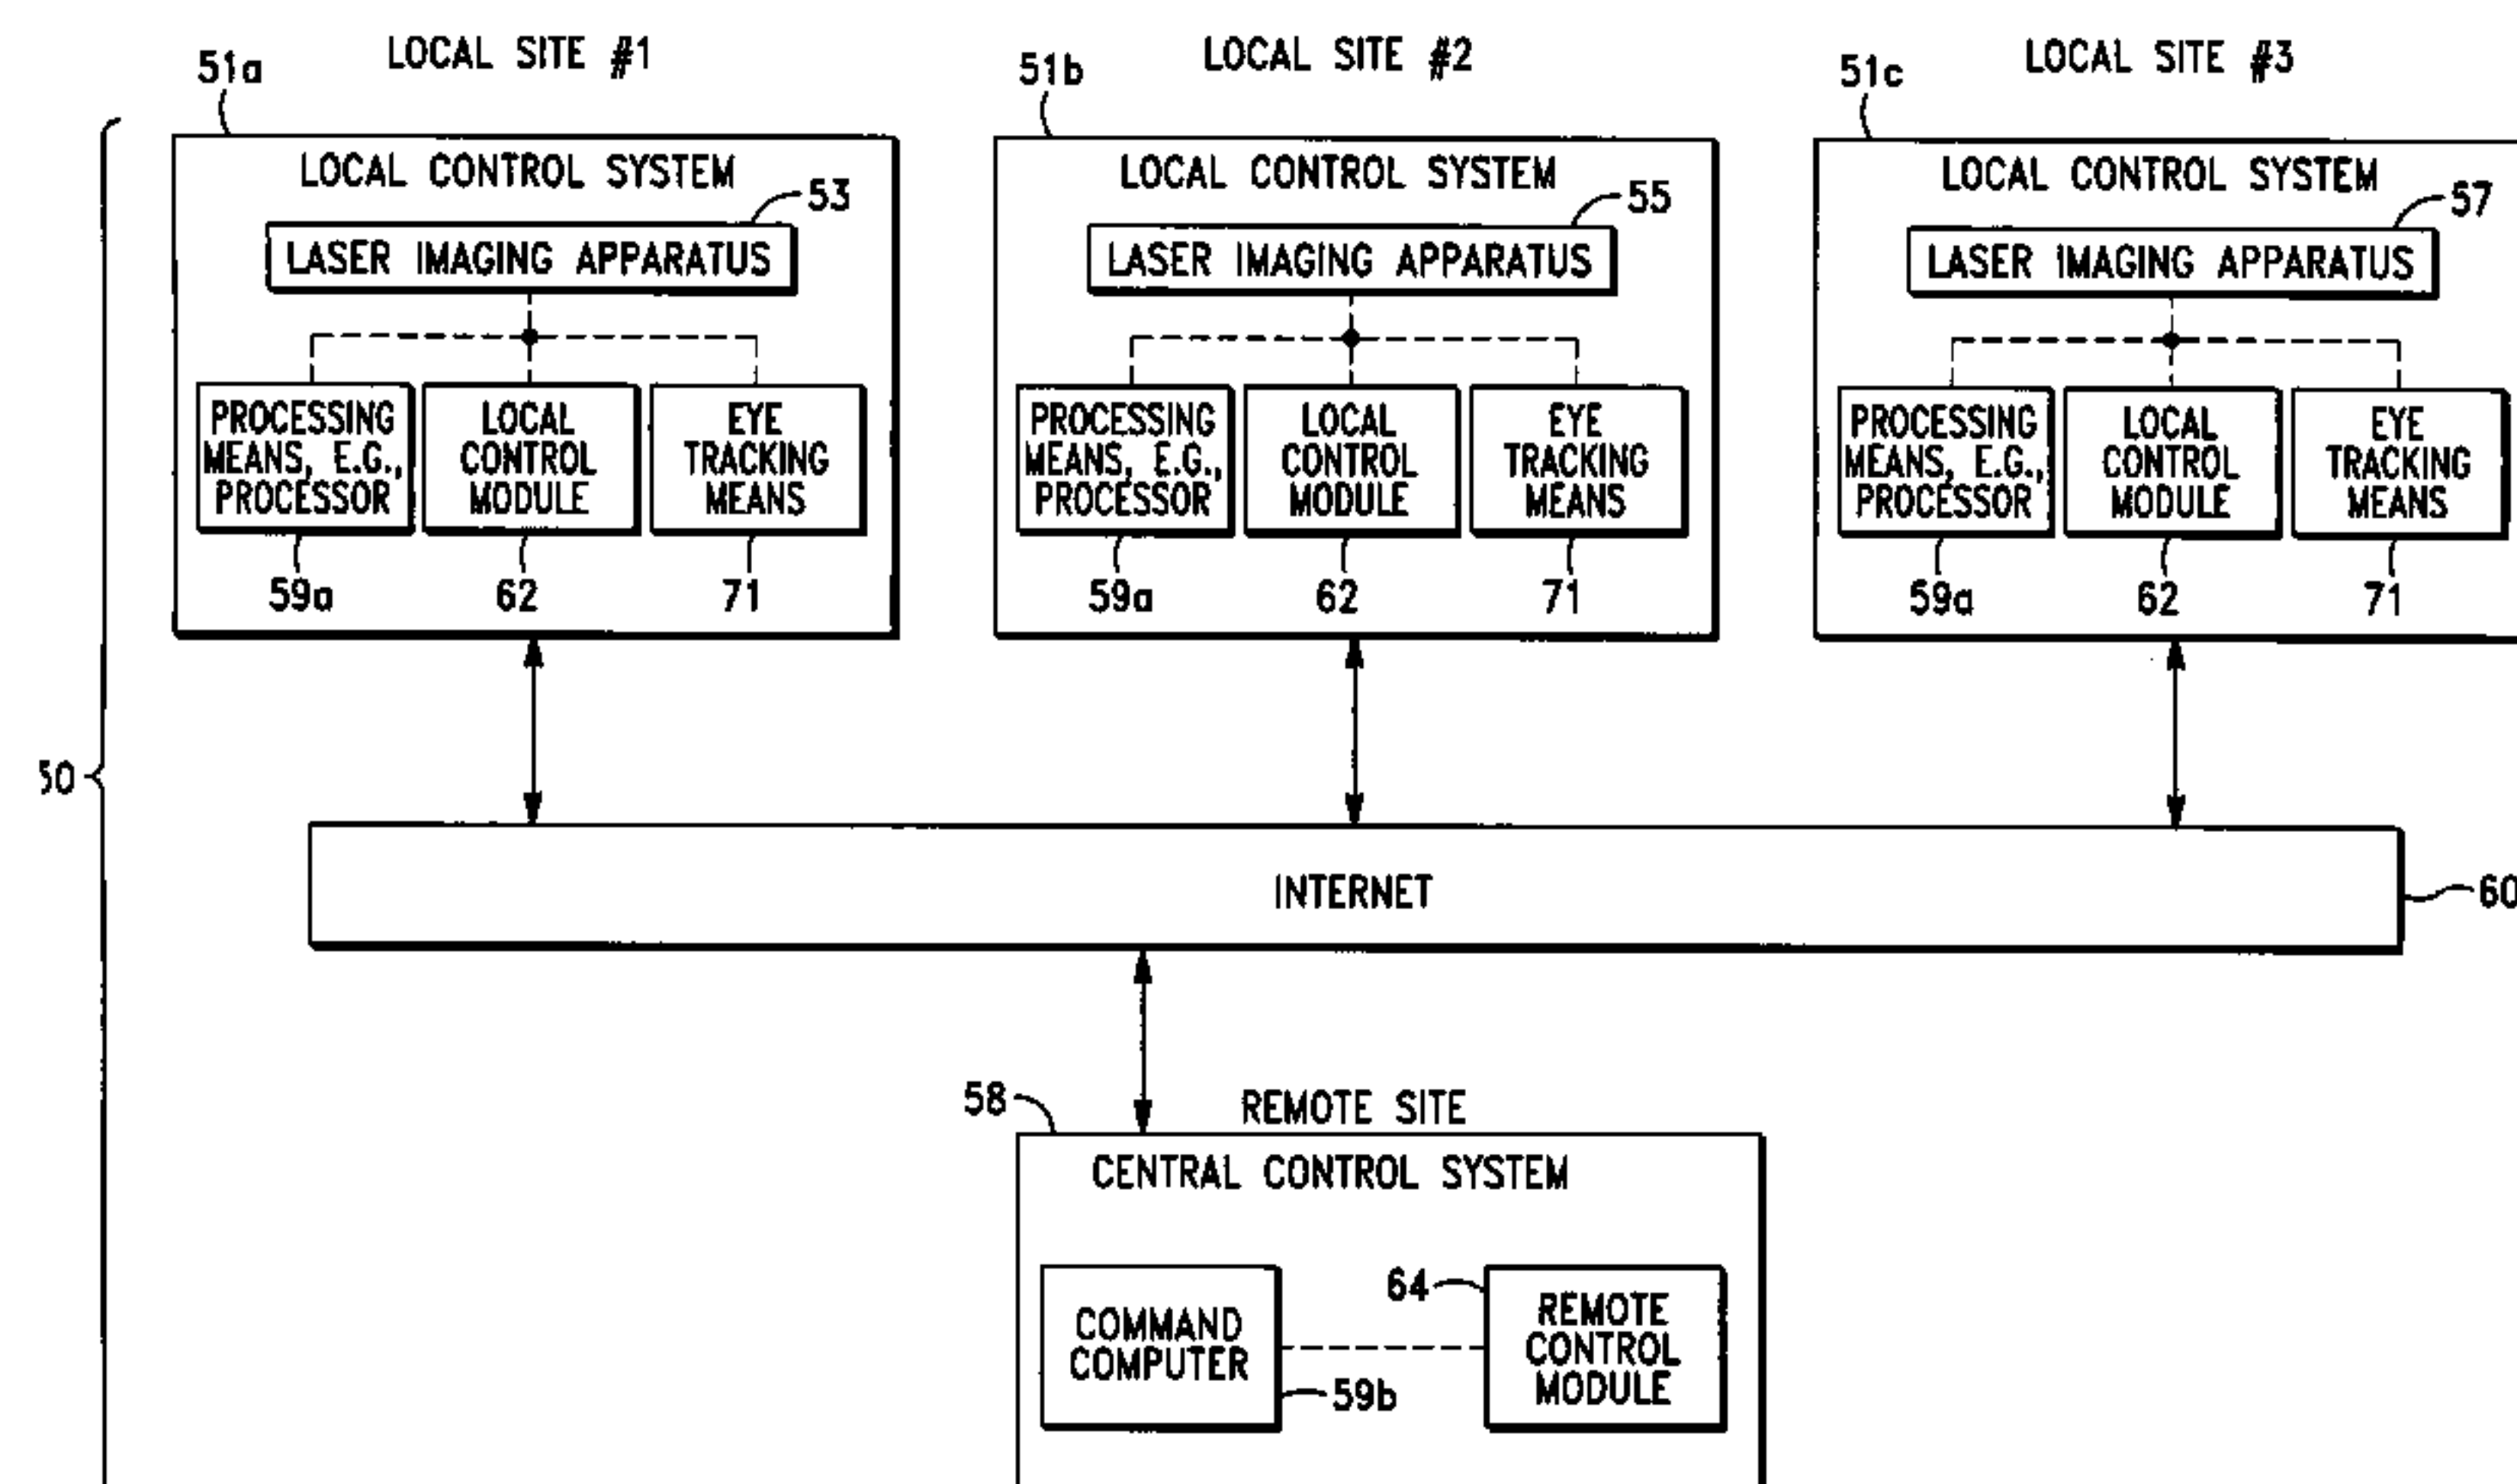 LOCAL SITE #1
51a
LOCAL CONTROL SYSTEM
53
LASER IMAGING APPARATUS
PROCESSING
MEANS, E.G.,
PROCESSOR
LOCAL
CONTROL
MODULE
EYE
TRACKING
MEANS
59a
62
71
LOCAL SITE #2
51b
LOCAL CONTROL SYSTEM
55
LASER IMAGING APPARATUS
PROCESSING
MEANS, E.G.,
PROCESSOR
LOCAL
CONTROL
MODULE
EYE
TRACKING
MEANS
59a
62
71
LOCAL SITE #3
51c
LOCAL CONTROL SYSTEM
57
LASER IMAGING APPARATUS
PROCESSING
MEANS, E.G.,
PROCESSOR
LOCAL
CONTROL
MODULE
EYE
TRACKING
MEANS
59a
62
71
50
INTERNET
60
58
REMOTE SITE
CENTRAL CONTROL SYSTEM
COMMAND
COMPUTER
59b
64
REMOTE
CONTROL
MODULE